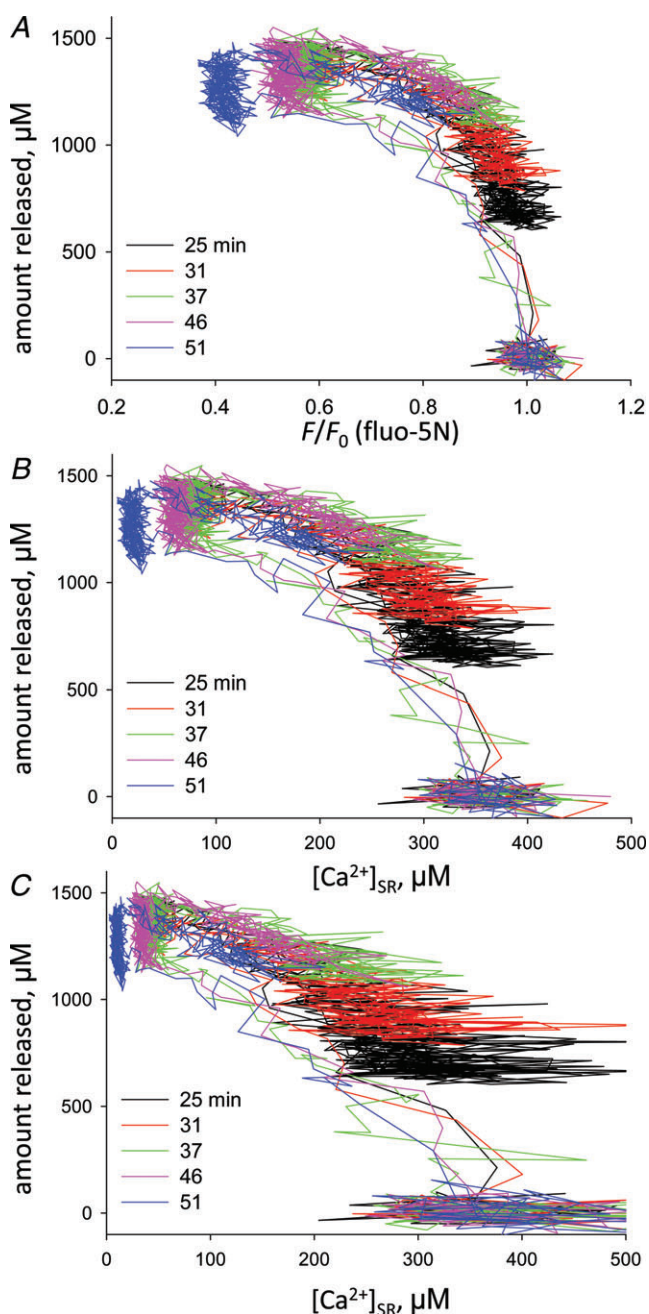 A
1500
1000
500
0
amount released, µM
25 min
31
37
46
51
0.2 0.4 0.6 0.8 1.0 1.2
F/F0 (fluo-5N)
B
1500
1000
500
0
amount released, µM
25 min
31
37
46
51
0 100 200 300 400 500
[Ca2+]SR, µM
C
1500
1000
500
0
amount released, µM
25 min
31
37
46
51
0 100 200 300 400 500
[Ca2+]SR, µM